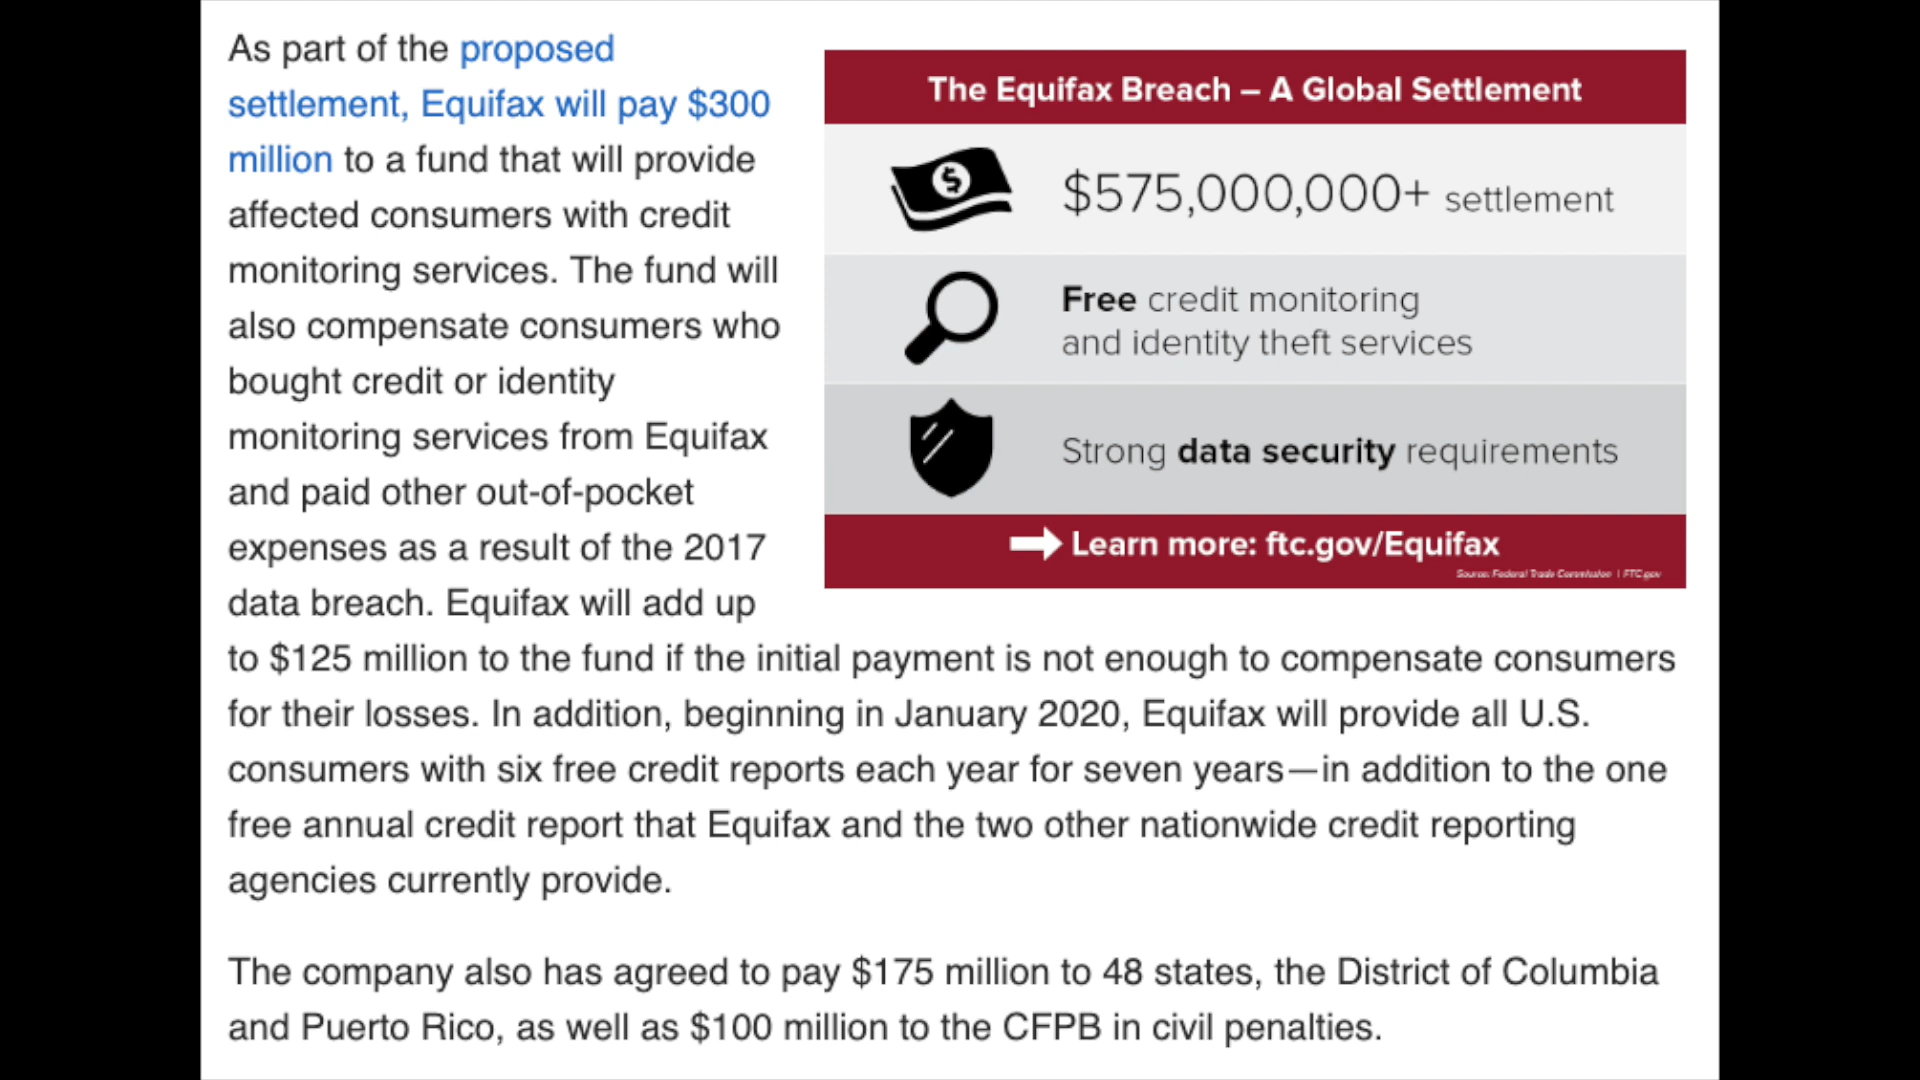 As part of the proposed
settlement, Equifax will pay $300
million to a fund that will provide
affected consumers with credit
monitoring services. The fund will
also compensate consumers who
bought credit or identity
monitoring services from Equifax
and paid other out-of-pocket
expenses as a result of the 2017
data breach. Equifax will add up
to $125 million to the fund if the initial payment is not enough to compensate consumers
for their losses. In addition, beginning in January 2020, Equifax will provide all U.S.
consumers with six free credit reports each year for seven years—in addition to the one
free annual credit report that Equifax and the two other nationwide credit reporting
agencies currently provide.
The company also has agreed to pay $175 million to 48 states, the District of Columbia
and Puerto Rico, as well as $100 million to the CFPB in civil penalties.
The Equifax Breach – A Global Settlement
$
$575,000,000+ settlement
Free credit monitoring
and identity theft services
Strong data security requirements
Learn more: ftc.gov/Equifax
Source: Federal Trade Commission | FTC.gov